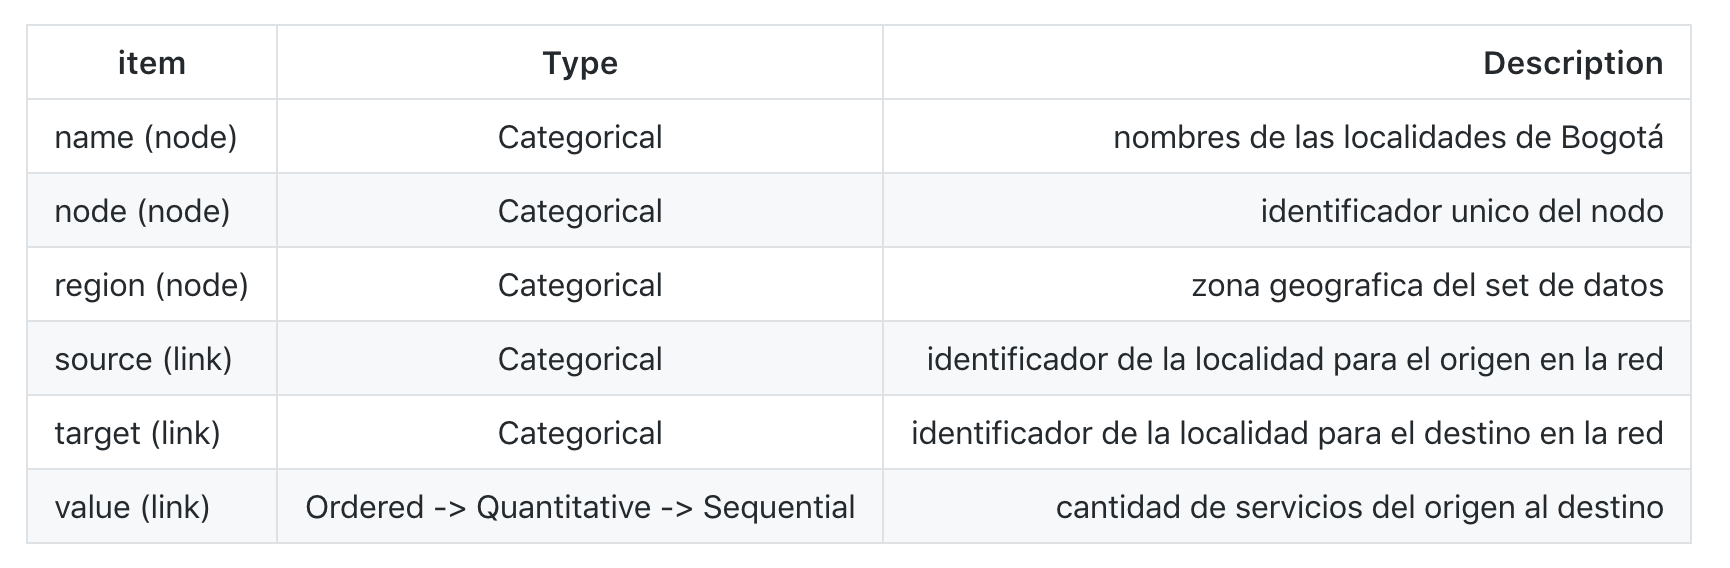 item Type Description
name (node) Categorical nombres de las localidades de Bogotá
node (node) Categorical identificador unico del nodo
region (node) Categorical zona geografica del set de datos
source (link) Categorical identificador de la localidad para el origen en la red
target (link) Categorical identificador de la localidad para el destino en la red
value (link) Ordered -> Quantitative -> Sequential cantidad de servicios del origen al destino